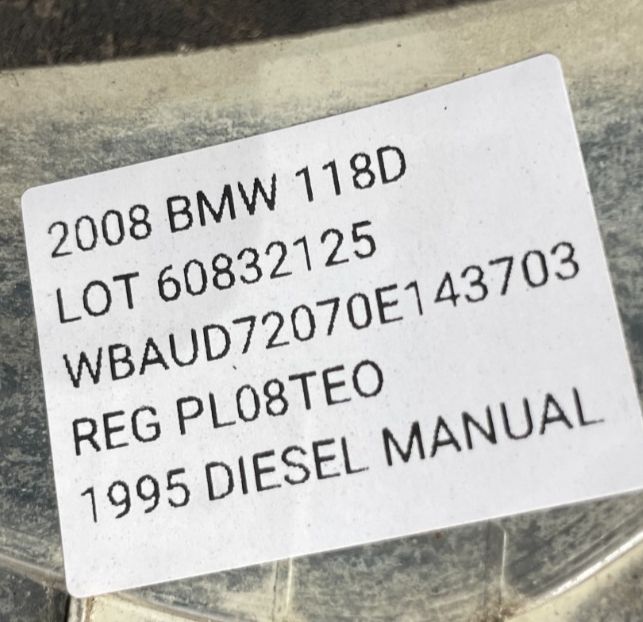 2008 BMW 118D
LOT 60832125
WBAUD72070E143703
REG PL08TEO
1995 DIESEL MANUAL